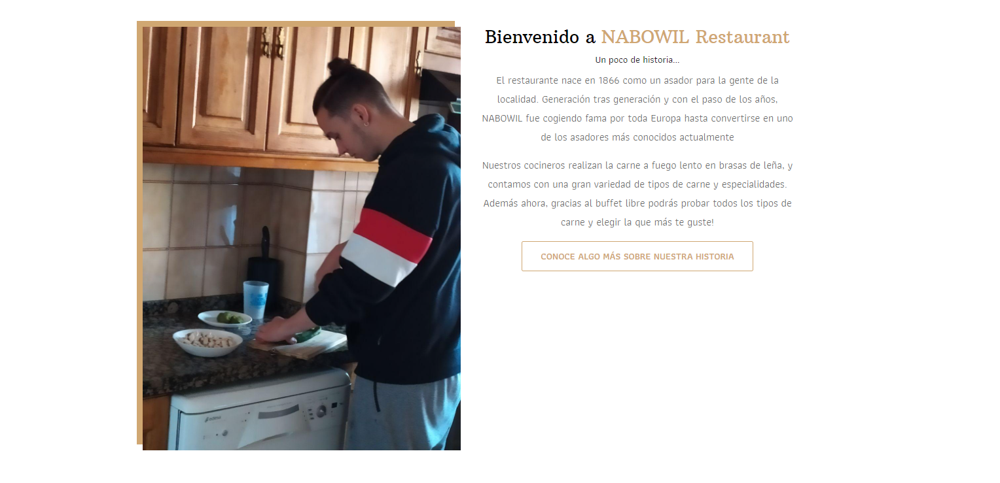 Bienvenido a NABOWIL Restaurant
Un poco de historia...
El restaurante nace en 1866 como un asador para la gente de la
localidad. Generación tras generación y con el paso de los años,
NABOWIL fue cogiendo fama por toda Europa hasta convertirse en uno
de los asadores más conocidos actualmente
Nuestros cocineros realizan la carne a fuego lento en brasas de leña, y
contamos con una gran variedad de tipos de carne y especialidades.
Además ahora, gracias al buffet libre podrás probar todos los tipos de
carne y elegir la que más te guste!
CONOCE ALGO MÁS SOBRE NUESTRA HISTORIA